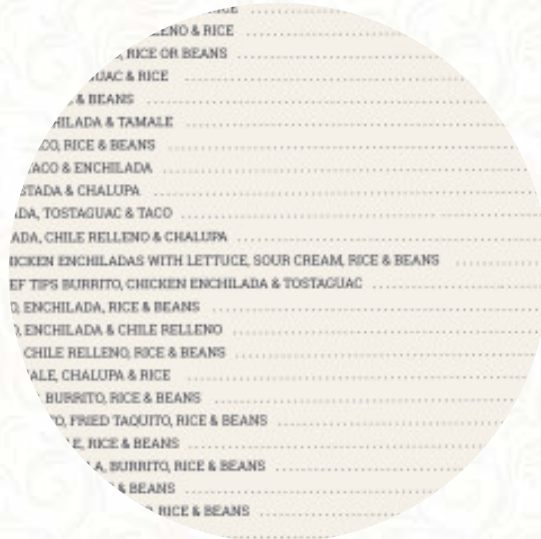 LENO & RICE
, RICE OR BEANS
UAC & RICE
& BEANS
HILADA & TAMALE
CO, RICE & BEANS
ACO & ENCHILADA
STADA & CHALUPA
DA, TOSTAGUAC & TACO
ADA, CHILE RELLENO & CHALUPA
ICKEN ENCHILADAS WITH LETTUCE, SOUR CREAM, RICE & BEANS
EF TIPS BURRITO, CHICKEN ENCHILADA & TOSTAGUAC
O, ENCHILADA, RICE & BEANS
O, ENCHILADA & CHILE RELLENO
CHILE RELLENO, RICE & BEANS
ALE, CHALUPA & RICE
BURRITO, RICE & BEANS
O, FRIED TAQUITO, RICE & BEANS
E, RICE & BEANS
A, BURRITO, RICE & BEANS
& BEANS
RICE & BEANS